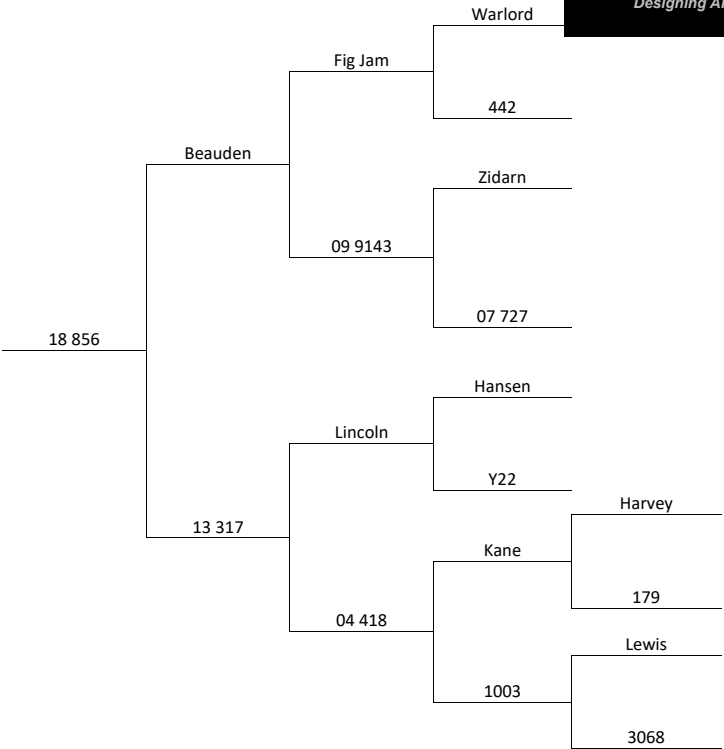 Designing
Warlord
Fig Jam
442
Beauden
Zidarn
09 9143
07 727
18 856
Hansen
Lincoln
Y22
Harvey
13 317
Kane
179
04 418
Lewis
1003
3068